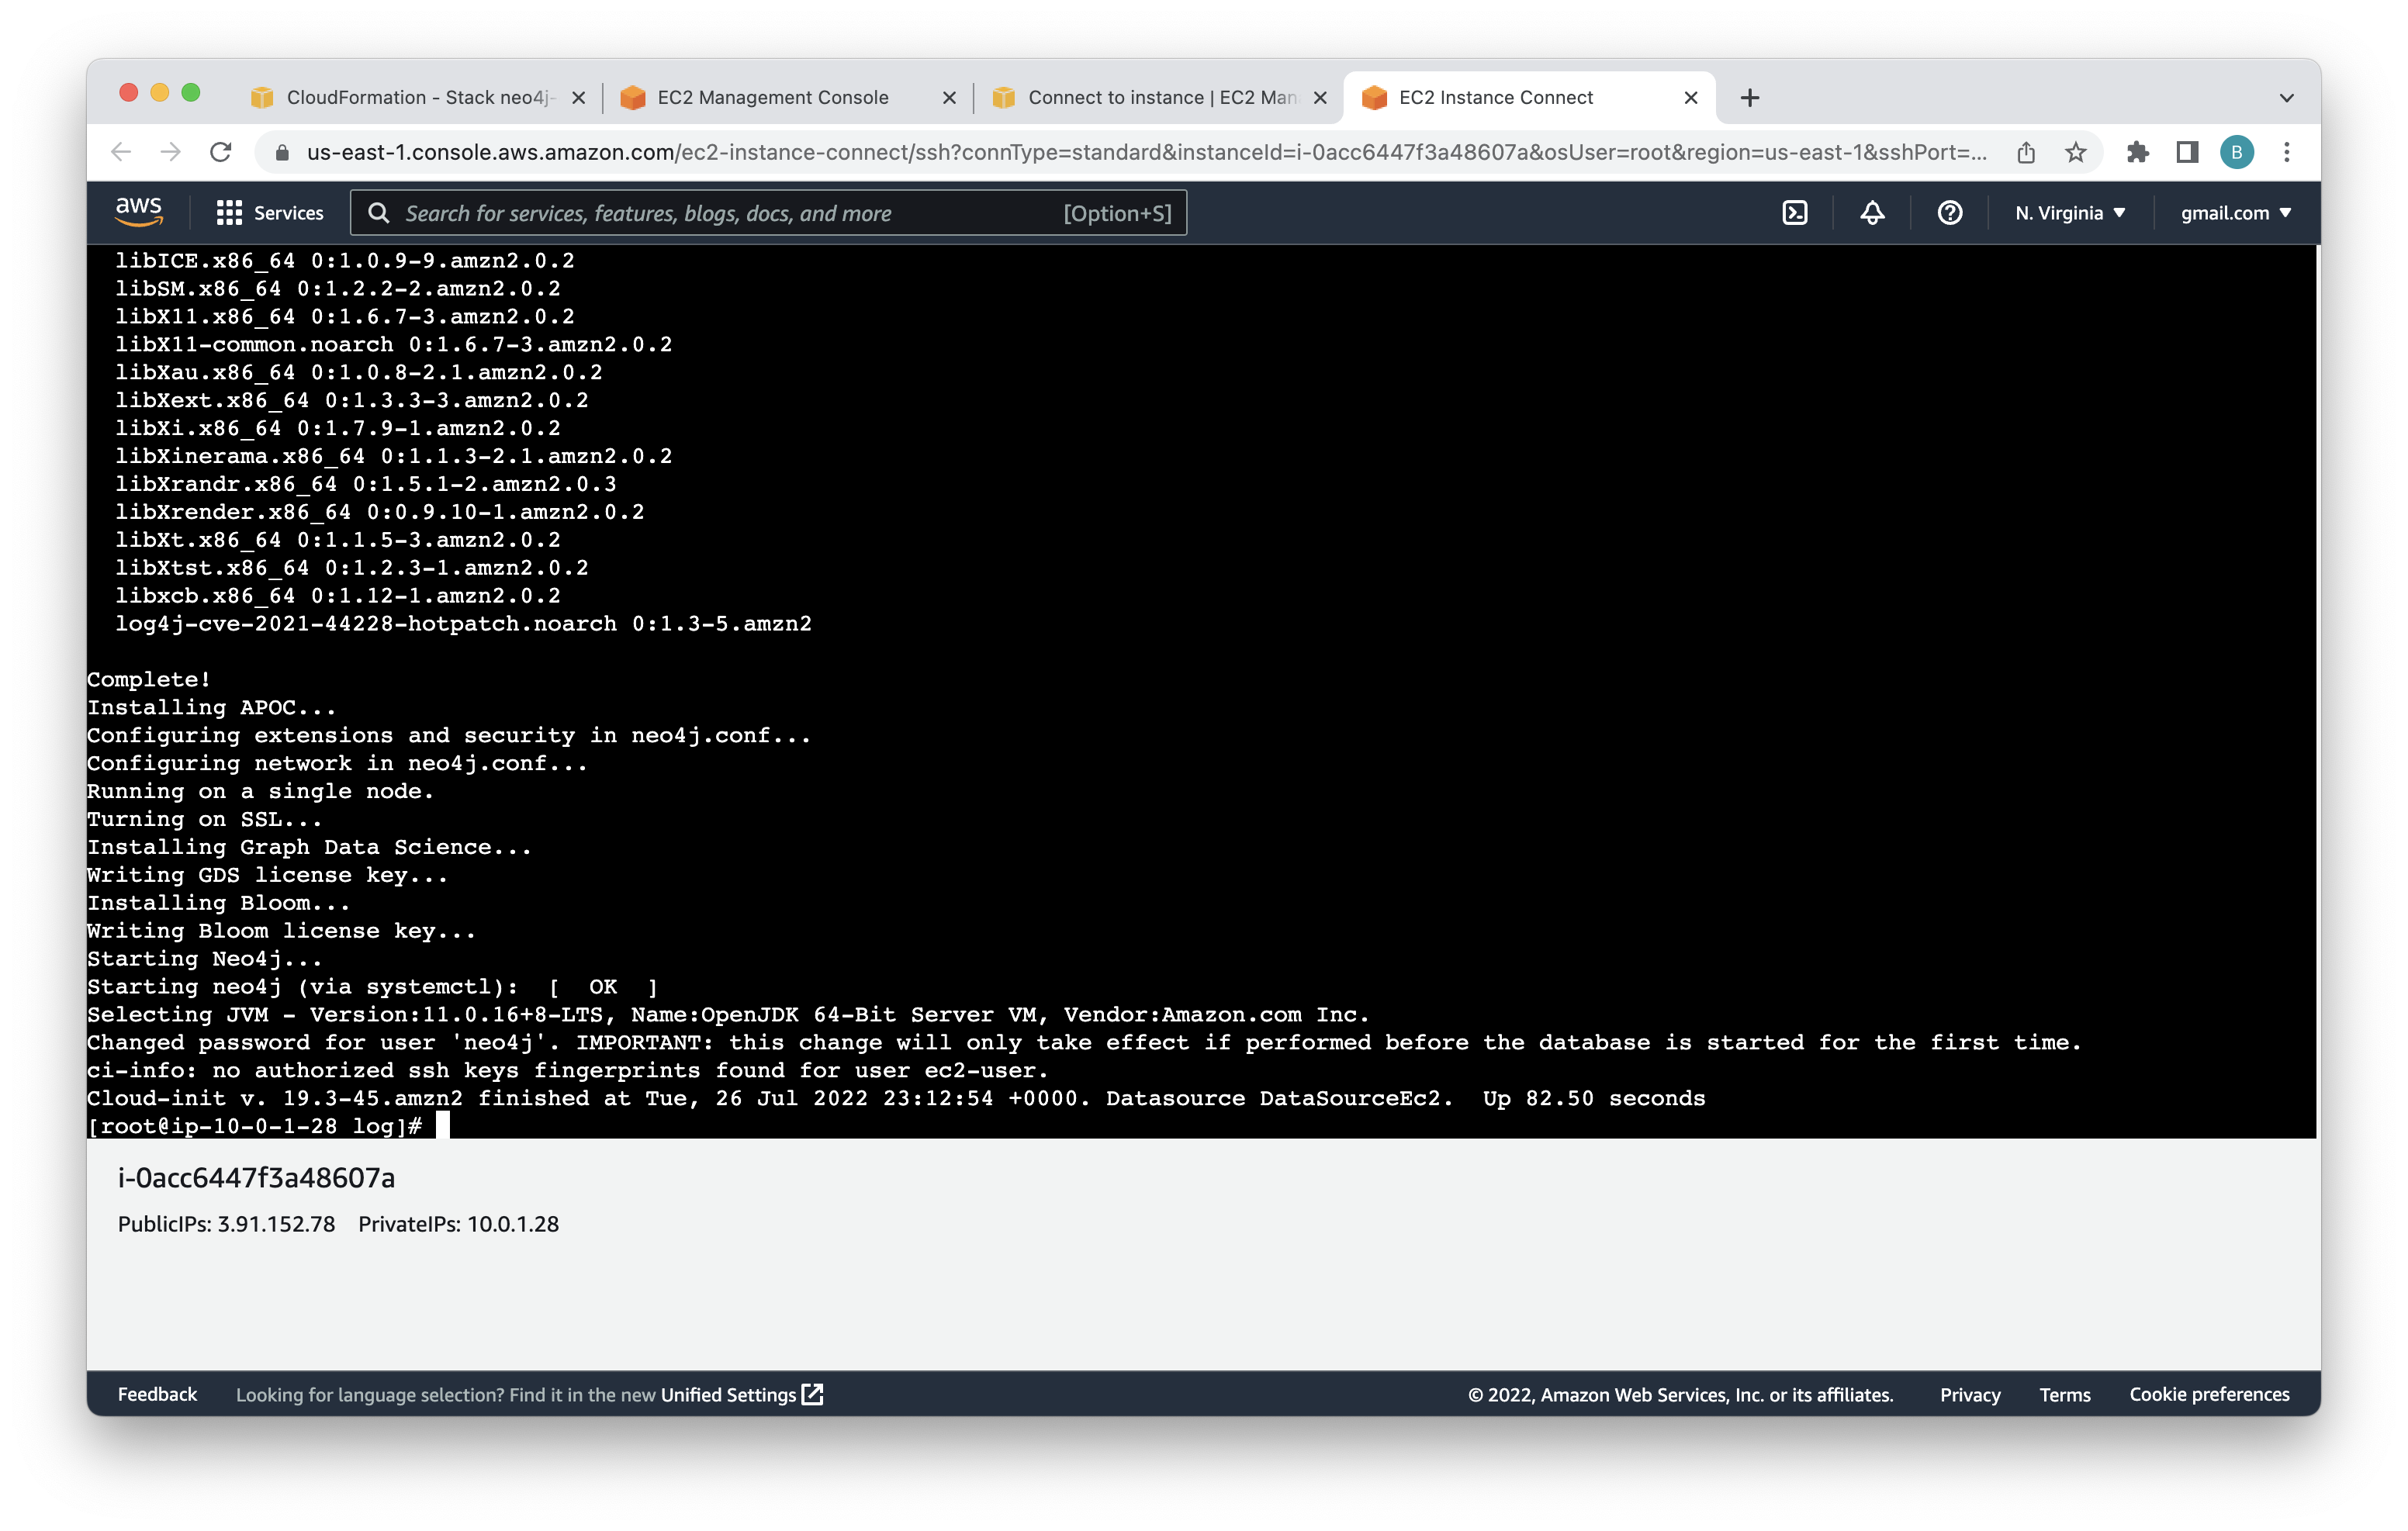 CloudFormation - Stack neo4j-
EC2 Management Console
Connect to instance | EC2 Man
EC2 Instance Connect
us-east-1.console.aws.amazon.com/ec2-instance-connect/ssh?connType=standard&instanceId=i-0acc6447f3a48607a&osUser=root&region=us-east-1&sshPort=...
B
aws
Services
Search for services, features, blogs, docs, and more
[Option+S]
N. Virginia
gmail.com
libICE.x86_64 0:1.0.9-9.amzn2.0.2
libSM.x86_64 0:1.2.2-2.amzn2.0.2
libX11.x86_64 0:1.6.7-3.amzn2.0.2
libX11-common.noarch 0:1.6.7-3.amzn2.0.2
libXau.x86_64 0:1.0.8-2.1.amzn2.0.2
libXext.x86_64 0:1.3.3-3.amzn2.0.2
libXi.x86_64 0:1.7.9-1.amzn2.0.2
libXinerama.x86_64 0:1.1.3-2.1.amzn2.0.2
libXrandr.x86_64 0:1.5.1-2.amzn2.0.3
libXrender.x86_64 0:0.9.10-1.amzn2.0.2
libXt.x86_64 0:1.1.5-3.amzn2.0.2
libXtst.x86_64 0:1.2.3-1.amzn2.0.2
libxcb.x86_64 0:1.12-1.amzn2.0.2
log4j-cve-2021-44228-hotpatch.noarch 0:1.3-5.amzn2
Complete!
Installing APOC...
Configuring extensions and security in neo4j.conf...
Configuring network in neo4j.conf...
Running on a single node.
Turning on SSL...
Installing Graph Data Science...
Writing GDS license key...
Installing Bloom...
Writing Bloom license key...
Starting Neo4j...
Starting neo4j (via systemctl):  [  OK  ]
Selecting JVM - Version:11.0.16+8-LTS, Name:OpenJDK 64-Bit Server VM, Vendor:Amazon.com Inc.
Changed password for user 'neo4j'. IMPORTANT: this change will only take effect if performed before the database is started for the first time.
ci-info: no authorized ssh keys fingerprints found for user ec2-user.
Cloud-init v. 19.3-45.amzn2 finished at Tue, 26 Jul 2022 23:12:54 +0000. Datasource DataSourceEc2.  Up 82.50 seconds
[root@ip-10-0-1-28 log]#
i-0acc6447f3a48607a
PublicIPs: 3.91.152.78 PrivateIPs: 10.0.1.28
Feedback
Looking for language selection? Find it in the new Unified Settings
© 2022, Amazon Web Services, Inc. or its affiliates.
Privacy
Terms
Cookie preferences